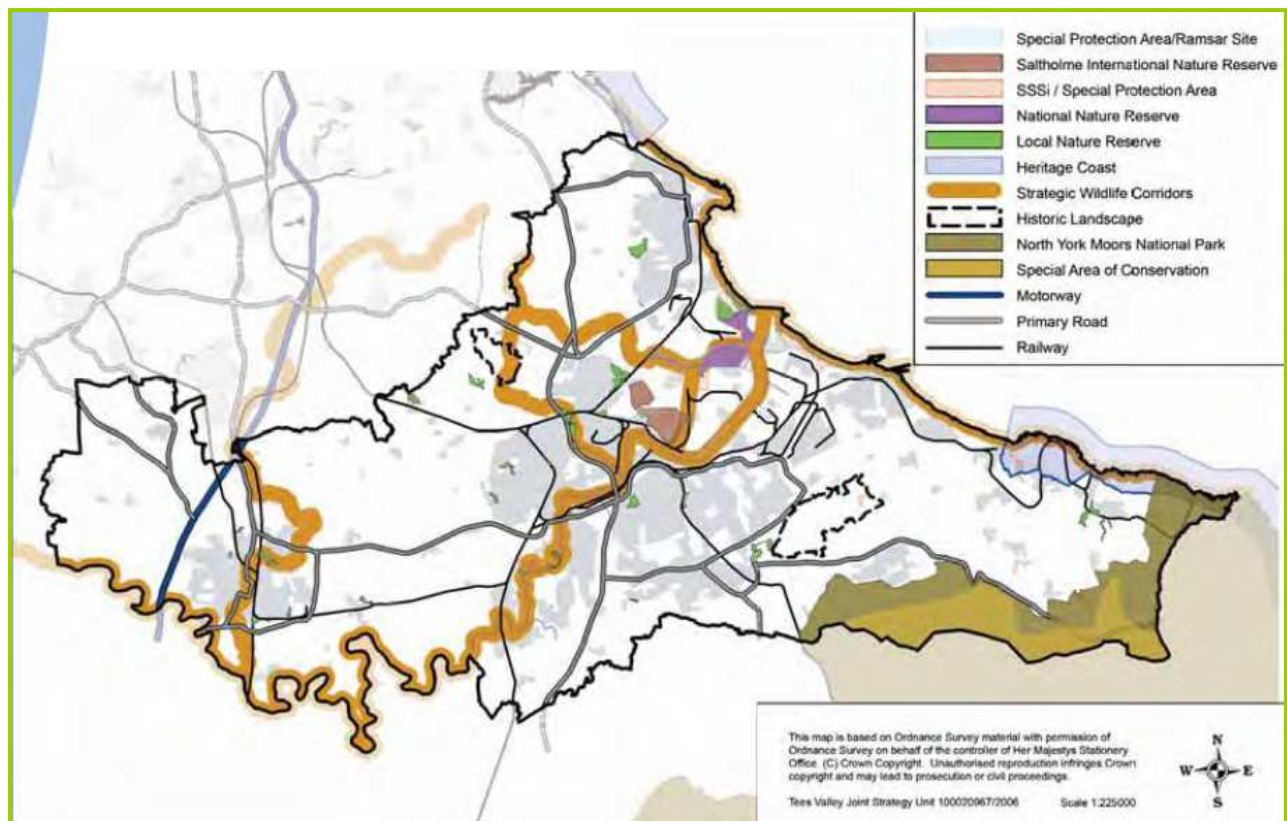 Special Protection Area/Ramsar Site
Saltholme International Nature Reserve
SSSi / Special Protection Area
National Nature Reserve
Local Nature Reserve
Heritage Coast
Strategic Wildlife Corridors
Historic Landscape
North York Moors National Park
Special Area of Conservation
Motorway
Primary Road
Railway
This map is based on Ordnance Survey material with permission of
Ordnance Survey on behalf of the controller of Her Majestys Stationery
Office. (C) Crown Copyright. Unauthorised reproduction infringes Crown
copyright and may lead to prosecution or civil proceedings.
Tees Valley Joint Strategy Unit 100020967/2006 Scale 1:225000
N
W E
S